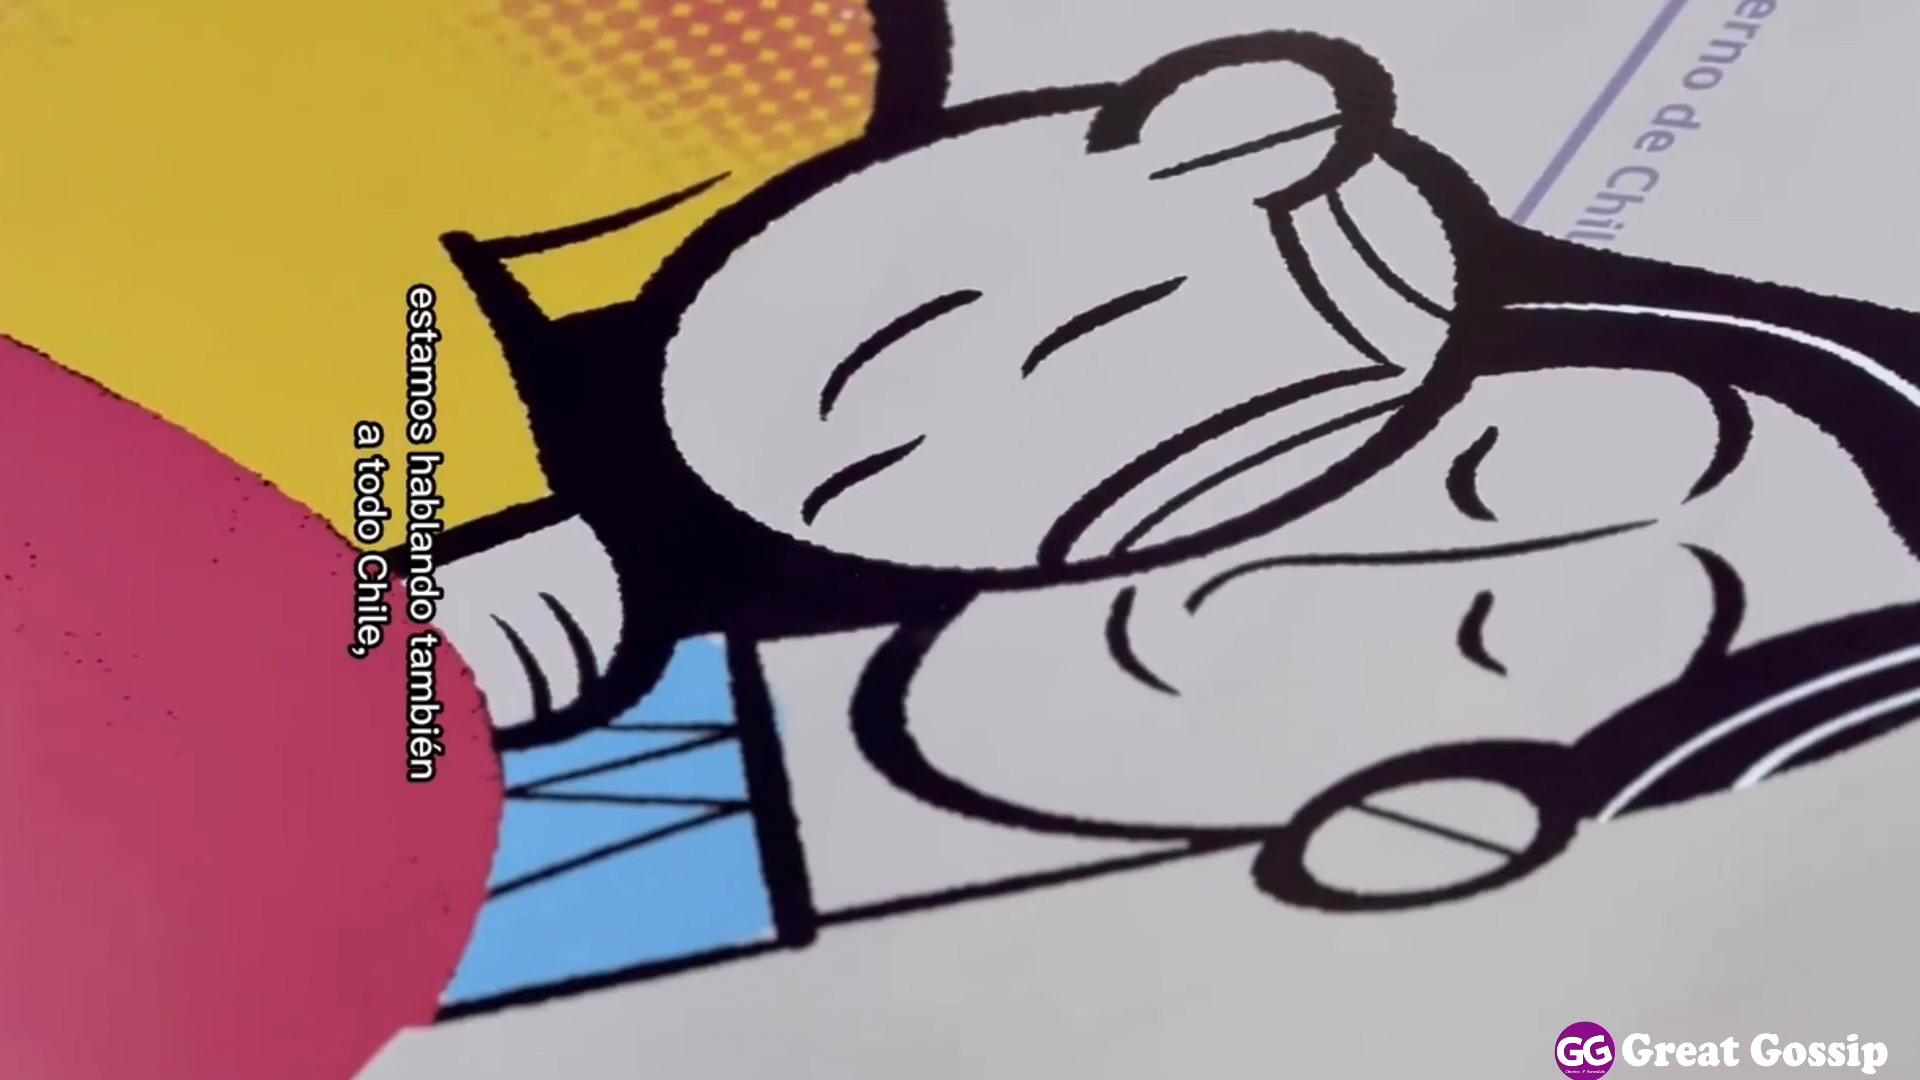 erno de Chil
estamos hablando también
a todo Chile,
GG
Great Gossip